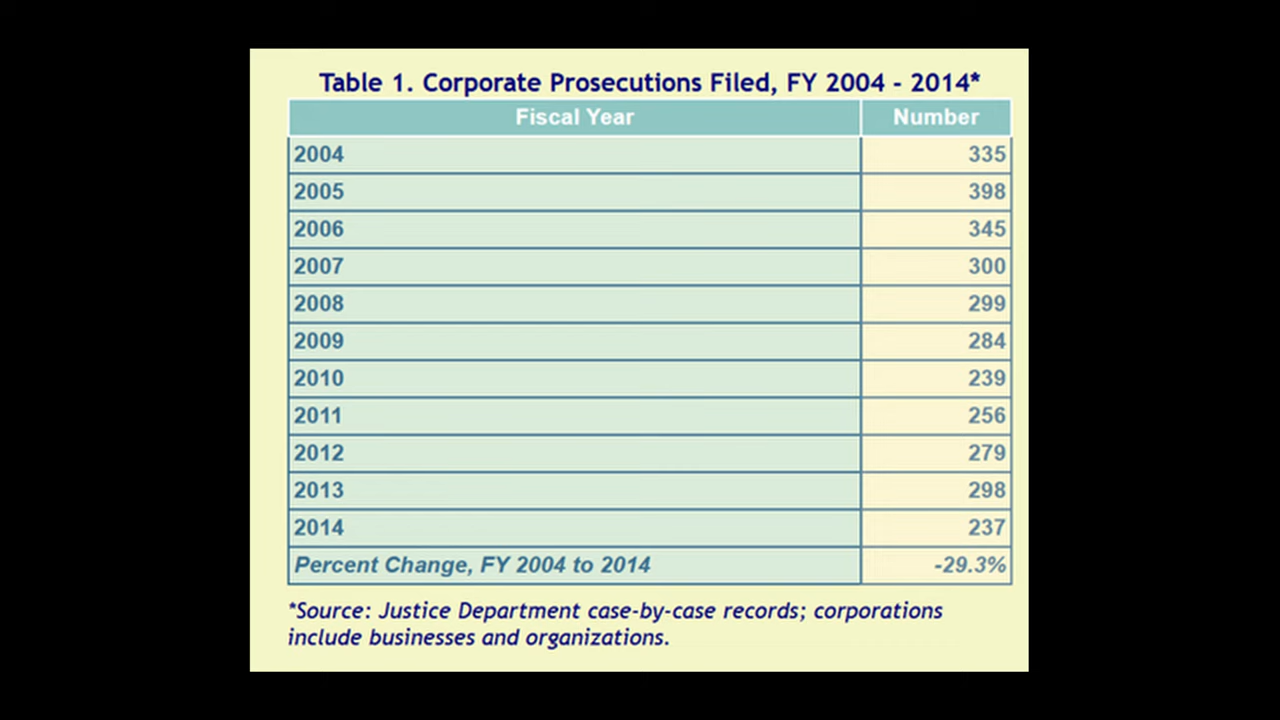 Table 1. Corporate Prosecutions Filed, FY 2004 - 2014*
Fiscal Year Number
2004 335
2005 398
2006 345
2007 300
2008 299
2009 284
2010 239
2011 256
2012 279
2013 298
2014 237
Percent Change, FY 2004 to 2014 -29.3%
*Source: Justice Department case-by-case records; corporations
include businesses and organizations.